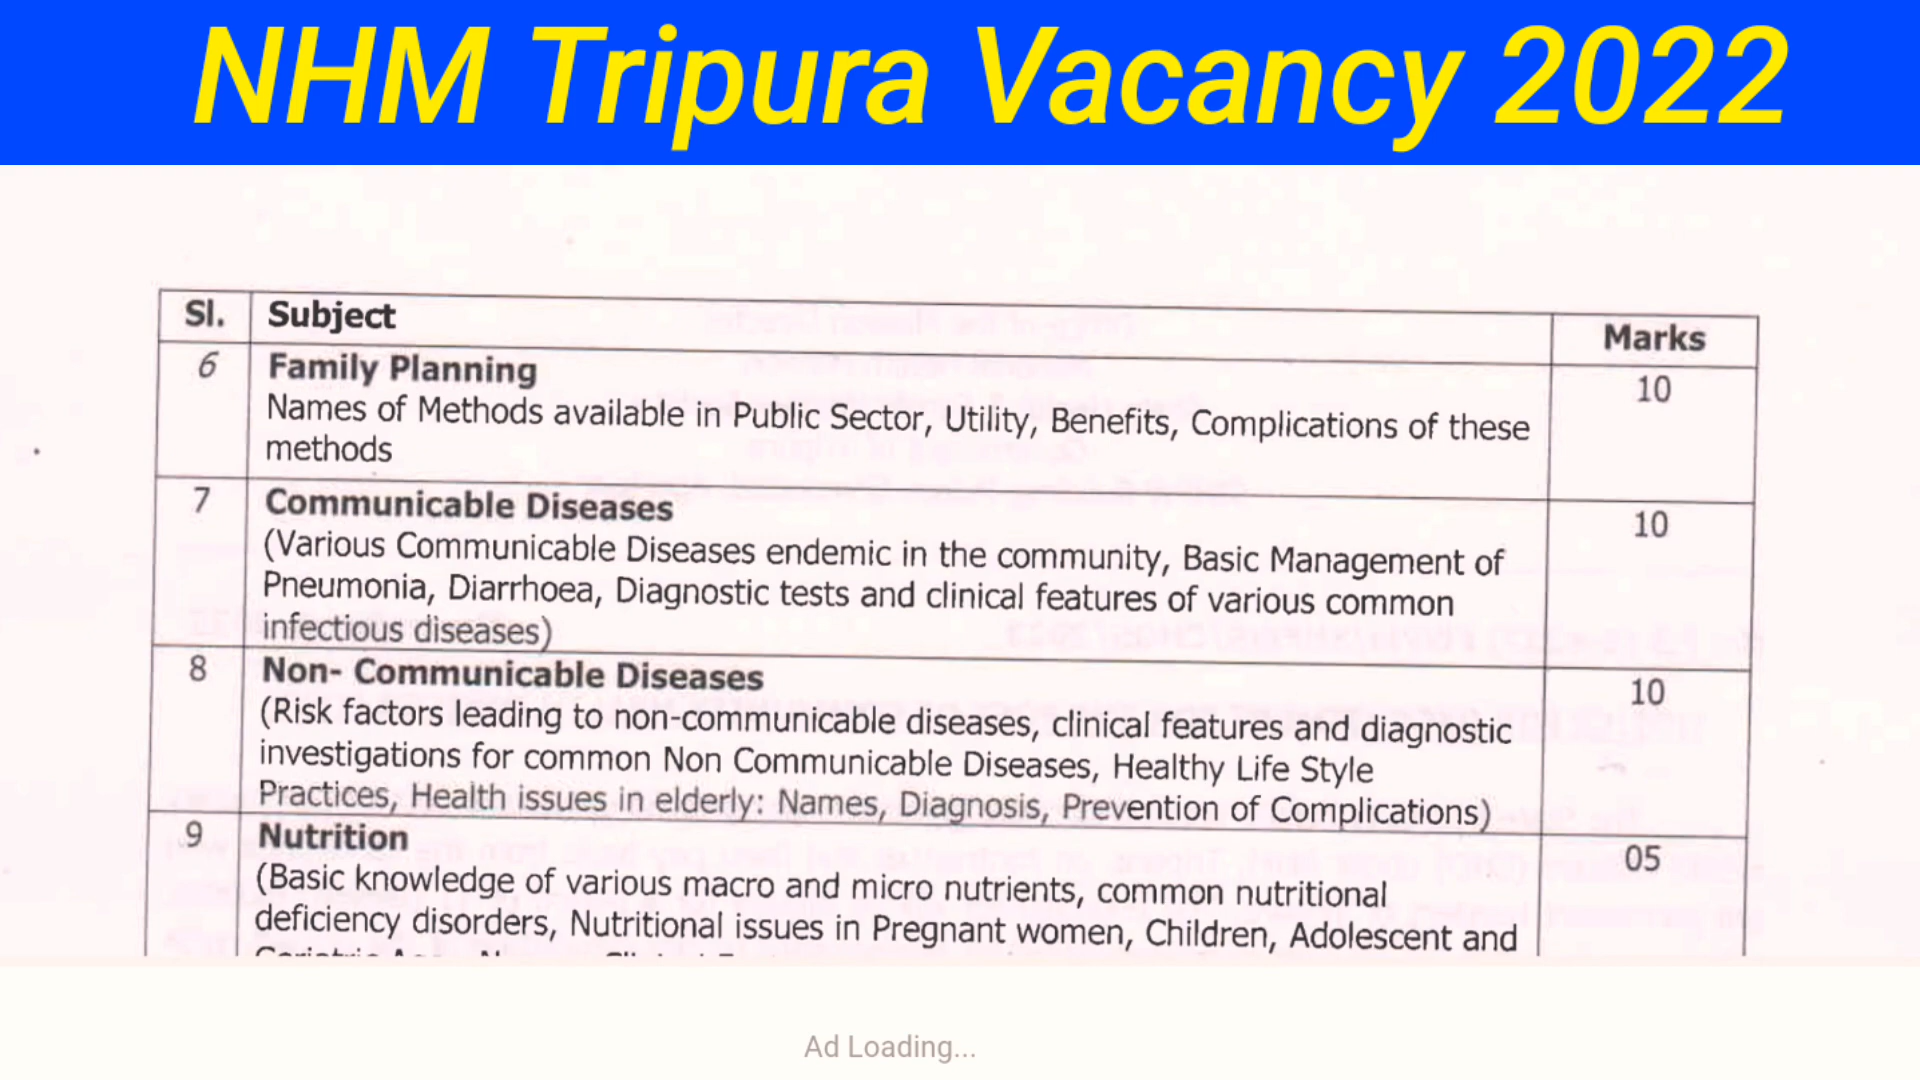 NHM Tripura Vacancy 2022
Sl. Subject Marks
6 Family Planning 10
Names of Methods available in Public Sector, Utility, Benefits, Complications of these
methods
7 Communicable Diseases 10
(Various Communicable Diseases endemic in the community, Basic Management of
Pneumonia, Diarrhoea, Diagnostic tests and clinical features of various common
infectious diseases)
8 Non- Communicable Diseases 10
(Risk factors leading to non-communicable diseases, clinical features and diagnostic
investigations for common Non Communicable Diseases, Healthy Life Style
Practices, Health issues in elderly: Names, Diagnosis, Prevention of Complications)
9 Nutrition 05
(Basic knowledge of various macro and micro nutrients, common nutritional
deficiency disorders, Nutritional issues in Pregnant women, Children, Adolescent and
Ad Loading...